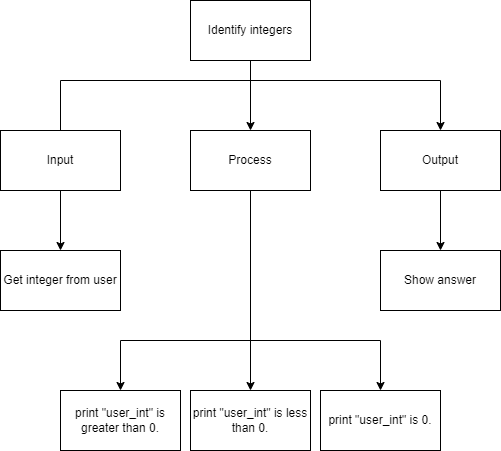 Identify integers
Input
Process
Output
Get integer from user
Show answer
print "user_int" is
greater than 0.
print "user_int" is less
than 0.
print "user_int" is 0.